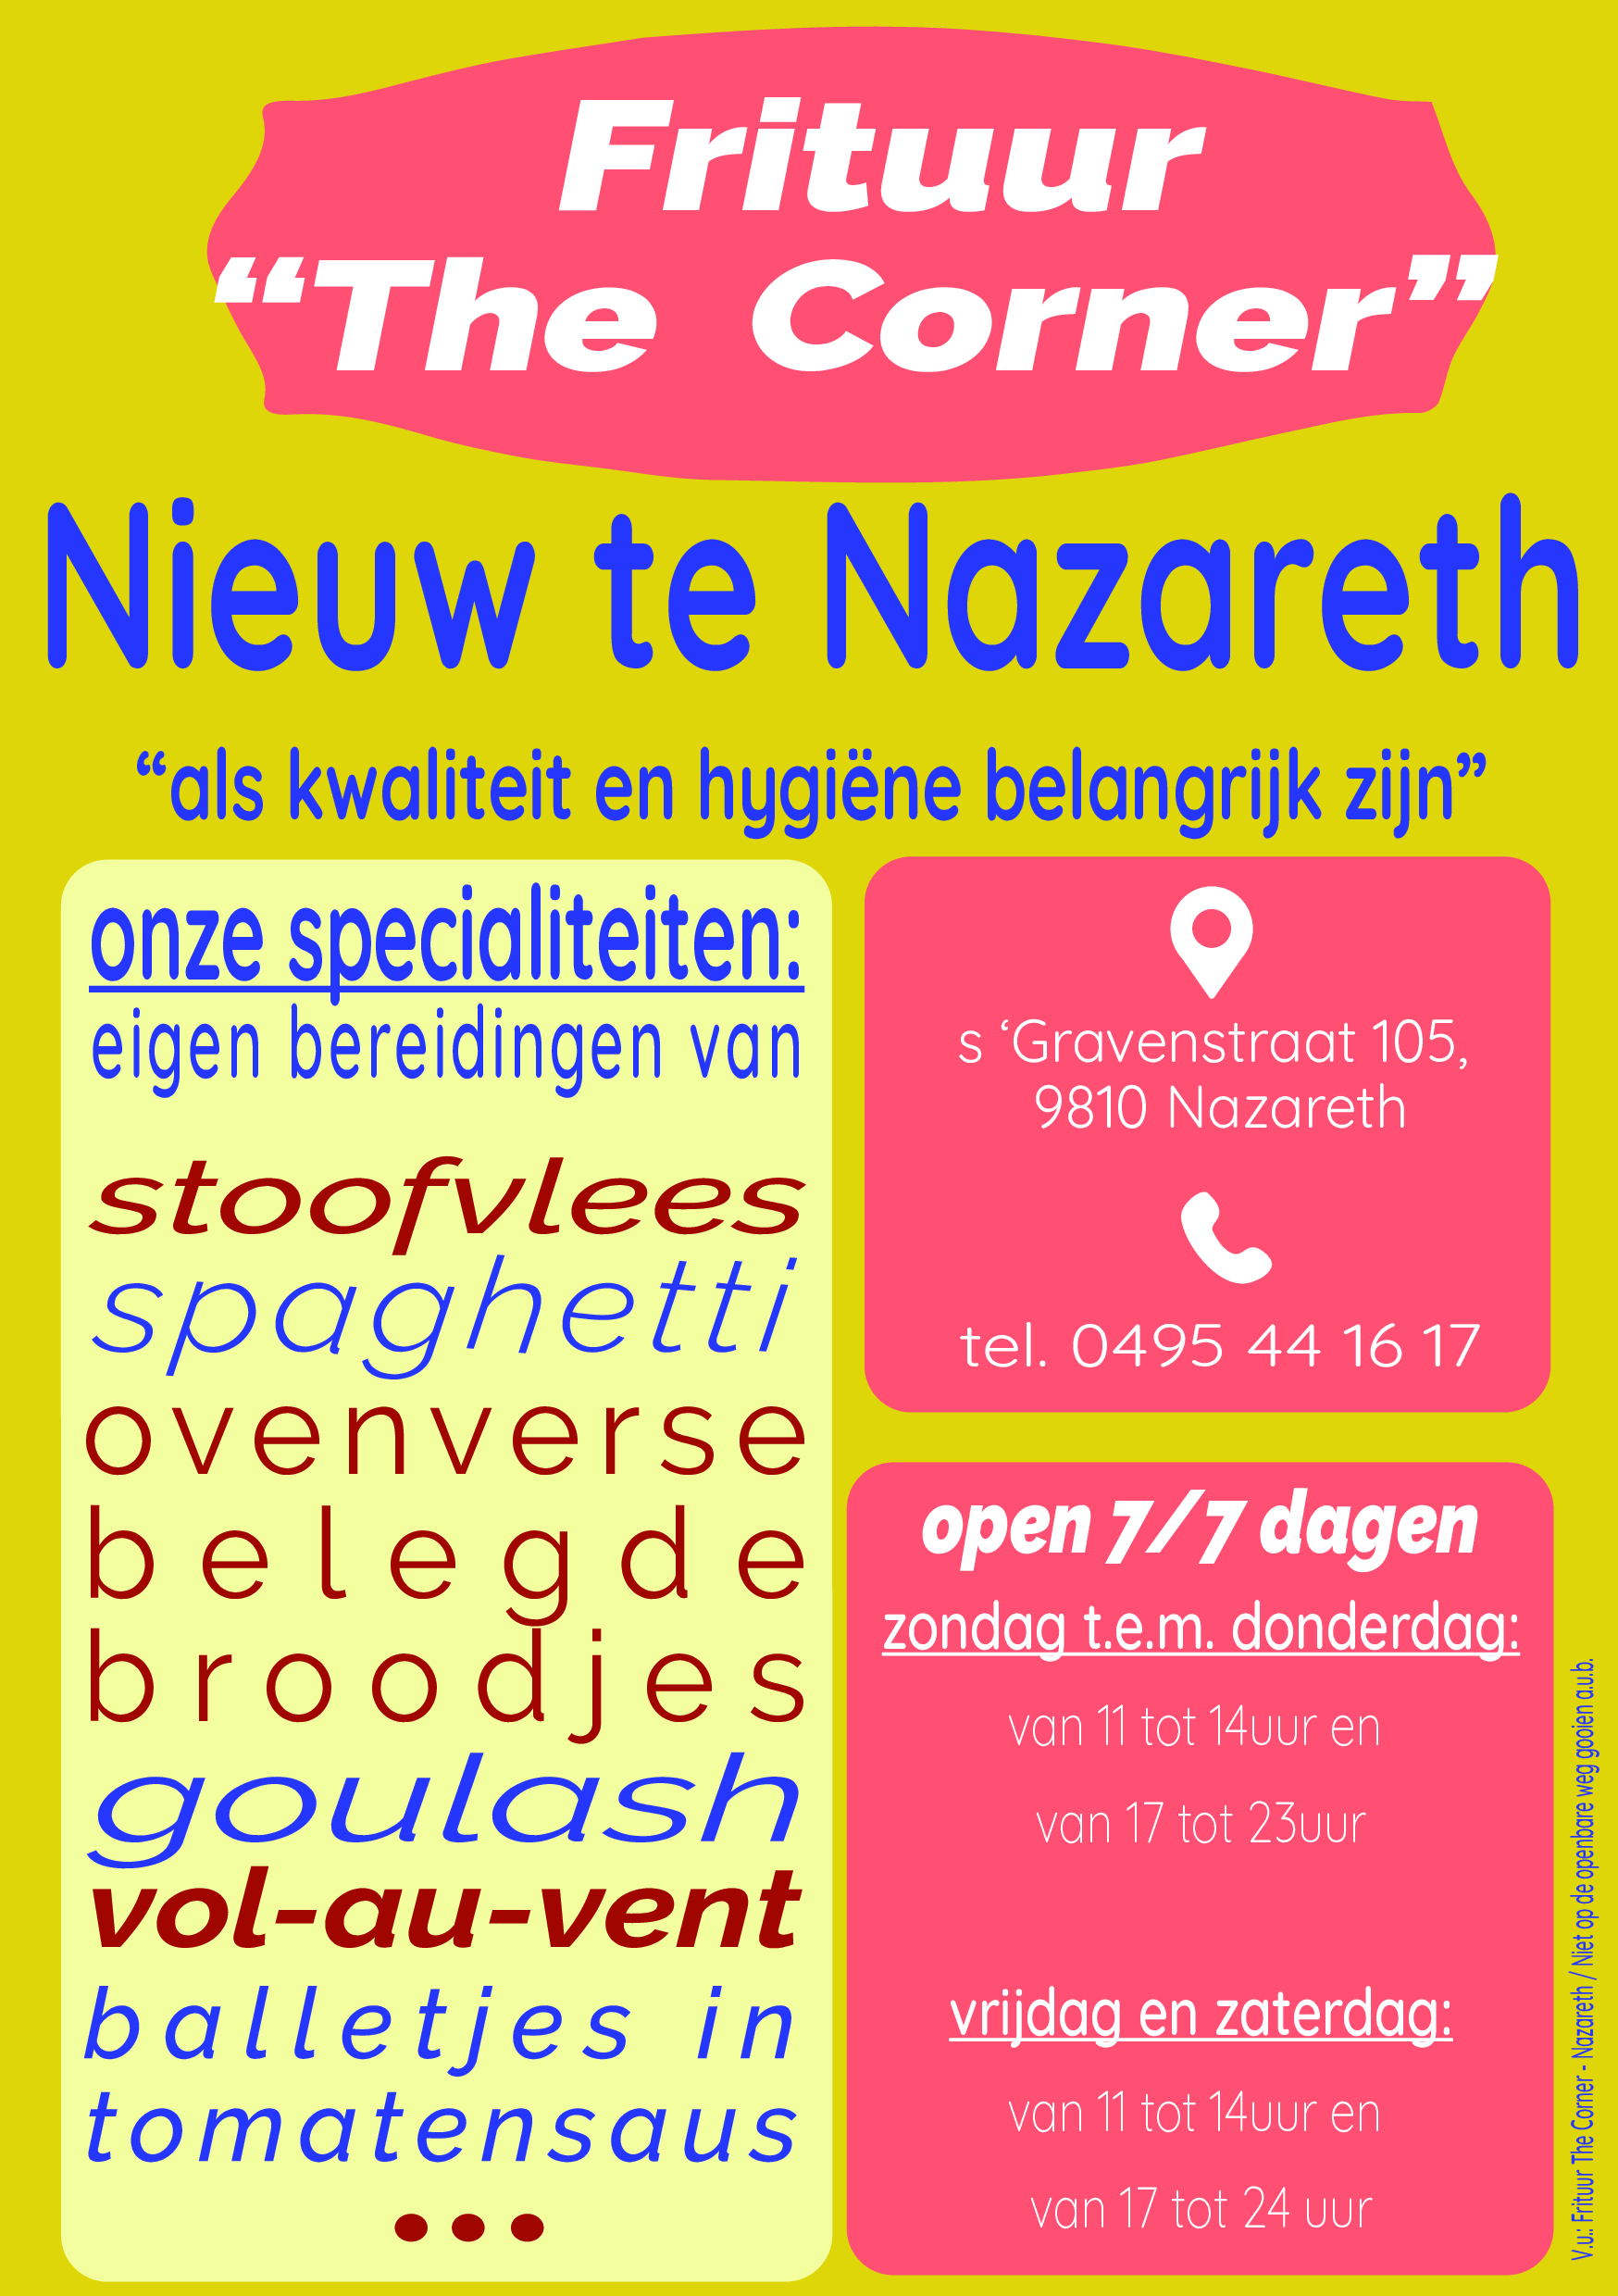 Frituur
“The Corner”
Nieuw te Nazareth
“als kwaliteit en hygiëne belangrijk zijn”
onze specialiteiten:
eigen bereidingen van
stoofvlees
spaghetti
ovenverse
belegde
broodjes
goulash
vol-au-vent
balletjes in
tomatensaus
...
s ‘Gravenstraat 105,
9810 Nazareth
tel. 0495 44 16 17
open 7/7 dagen
zondag t.e.m. donderdag:
van 11 tot 14uur en
van 17 tot 23uur
vrijdag en zaterdag:
van 11 tot 14uur en
van 17 tot 24 uur
V.u.: Frituur The Corner - Nazareth / Niet op de openbare weg gooien a.u.b.